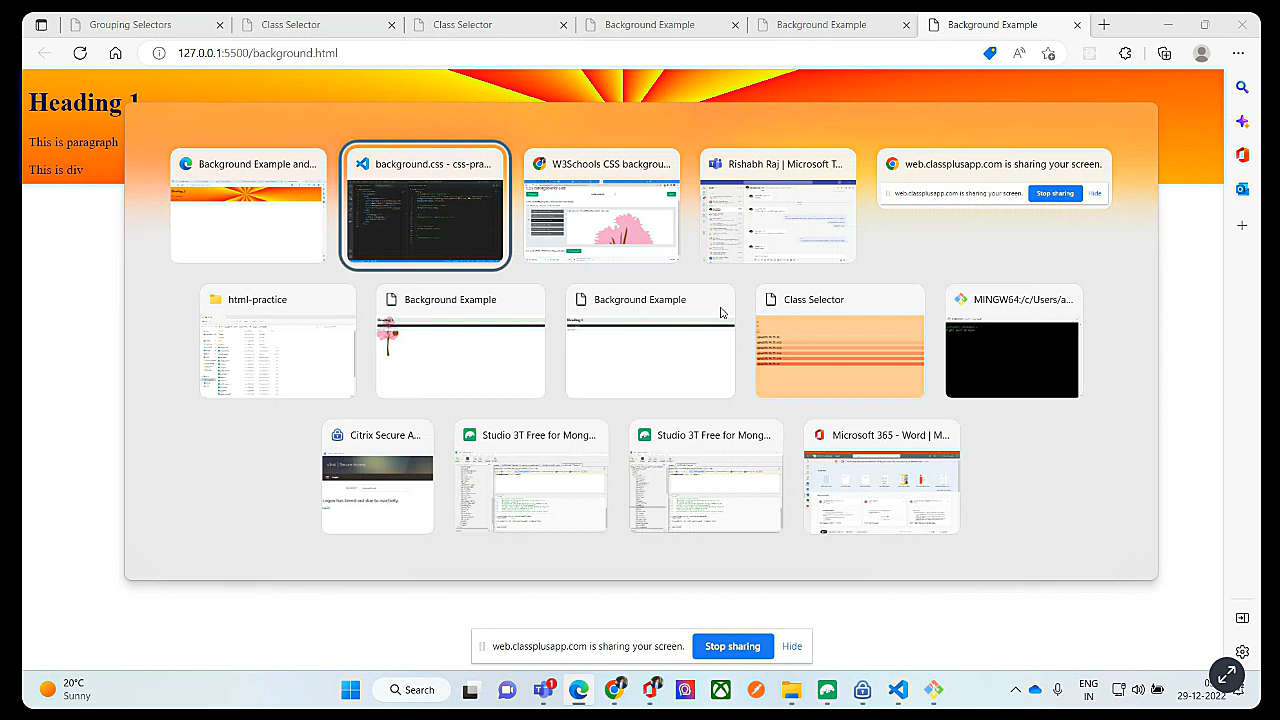 Grouping Selectors
Class Selector
Class Selector
Background Example
Background Example
Background Example
127.0.0.1:5500/background.html
Heading 1
This is paragraph
This is div
Background Example and...
background.css - css-pra...
W3Schools CSS backgrou...
Rishabh Raj | Microsoft T...
web.classplusapp.com is sharing your screen.
web.classplusapp.com is sharing your screen.
Stop sharing
Hide
html-practice
Background Example
Background Example
Class Selector
MINGW64:/c/Users/a...
Citrix Secure A...
Studio 3T Free for Mong...
Studio 3T Free for Mong...
Microsoft 365 - Word | M...
web.classplusapp.com is sharing your screen.
Stop sharing
Hide
20°C
Sunny
Search
1
ENG
IN
29-12-2022